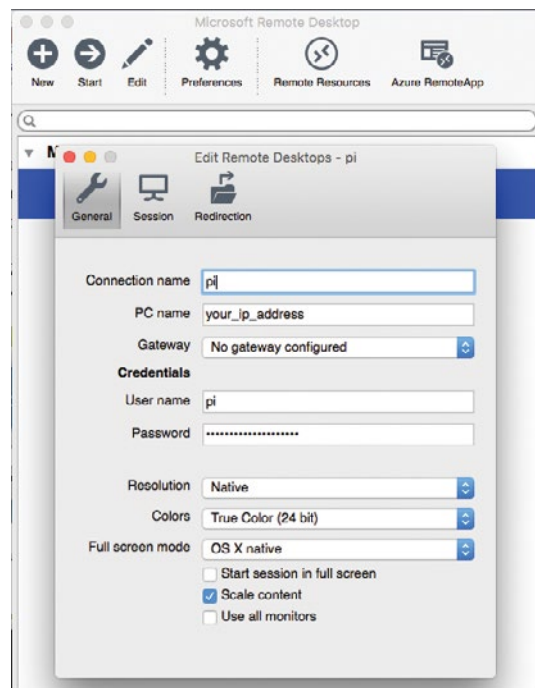 Microsoft Remote Desktop
New Start Edit Preferences Remote Resources Azure RemoteApp
Edit Remote Desktops - pi
General Session Redirection
Connection name pi
PC name your_ip_address
Gateway No gateway configured
Credentials
User name pi
Password ••••••••••••••••••••
Resolution Native
Colors True Color (24 bit)
Full screen mode OS X native
Start session in full screen
Scale content
Use all monitors